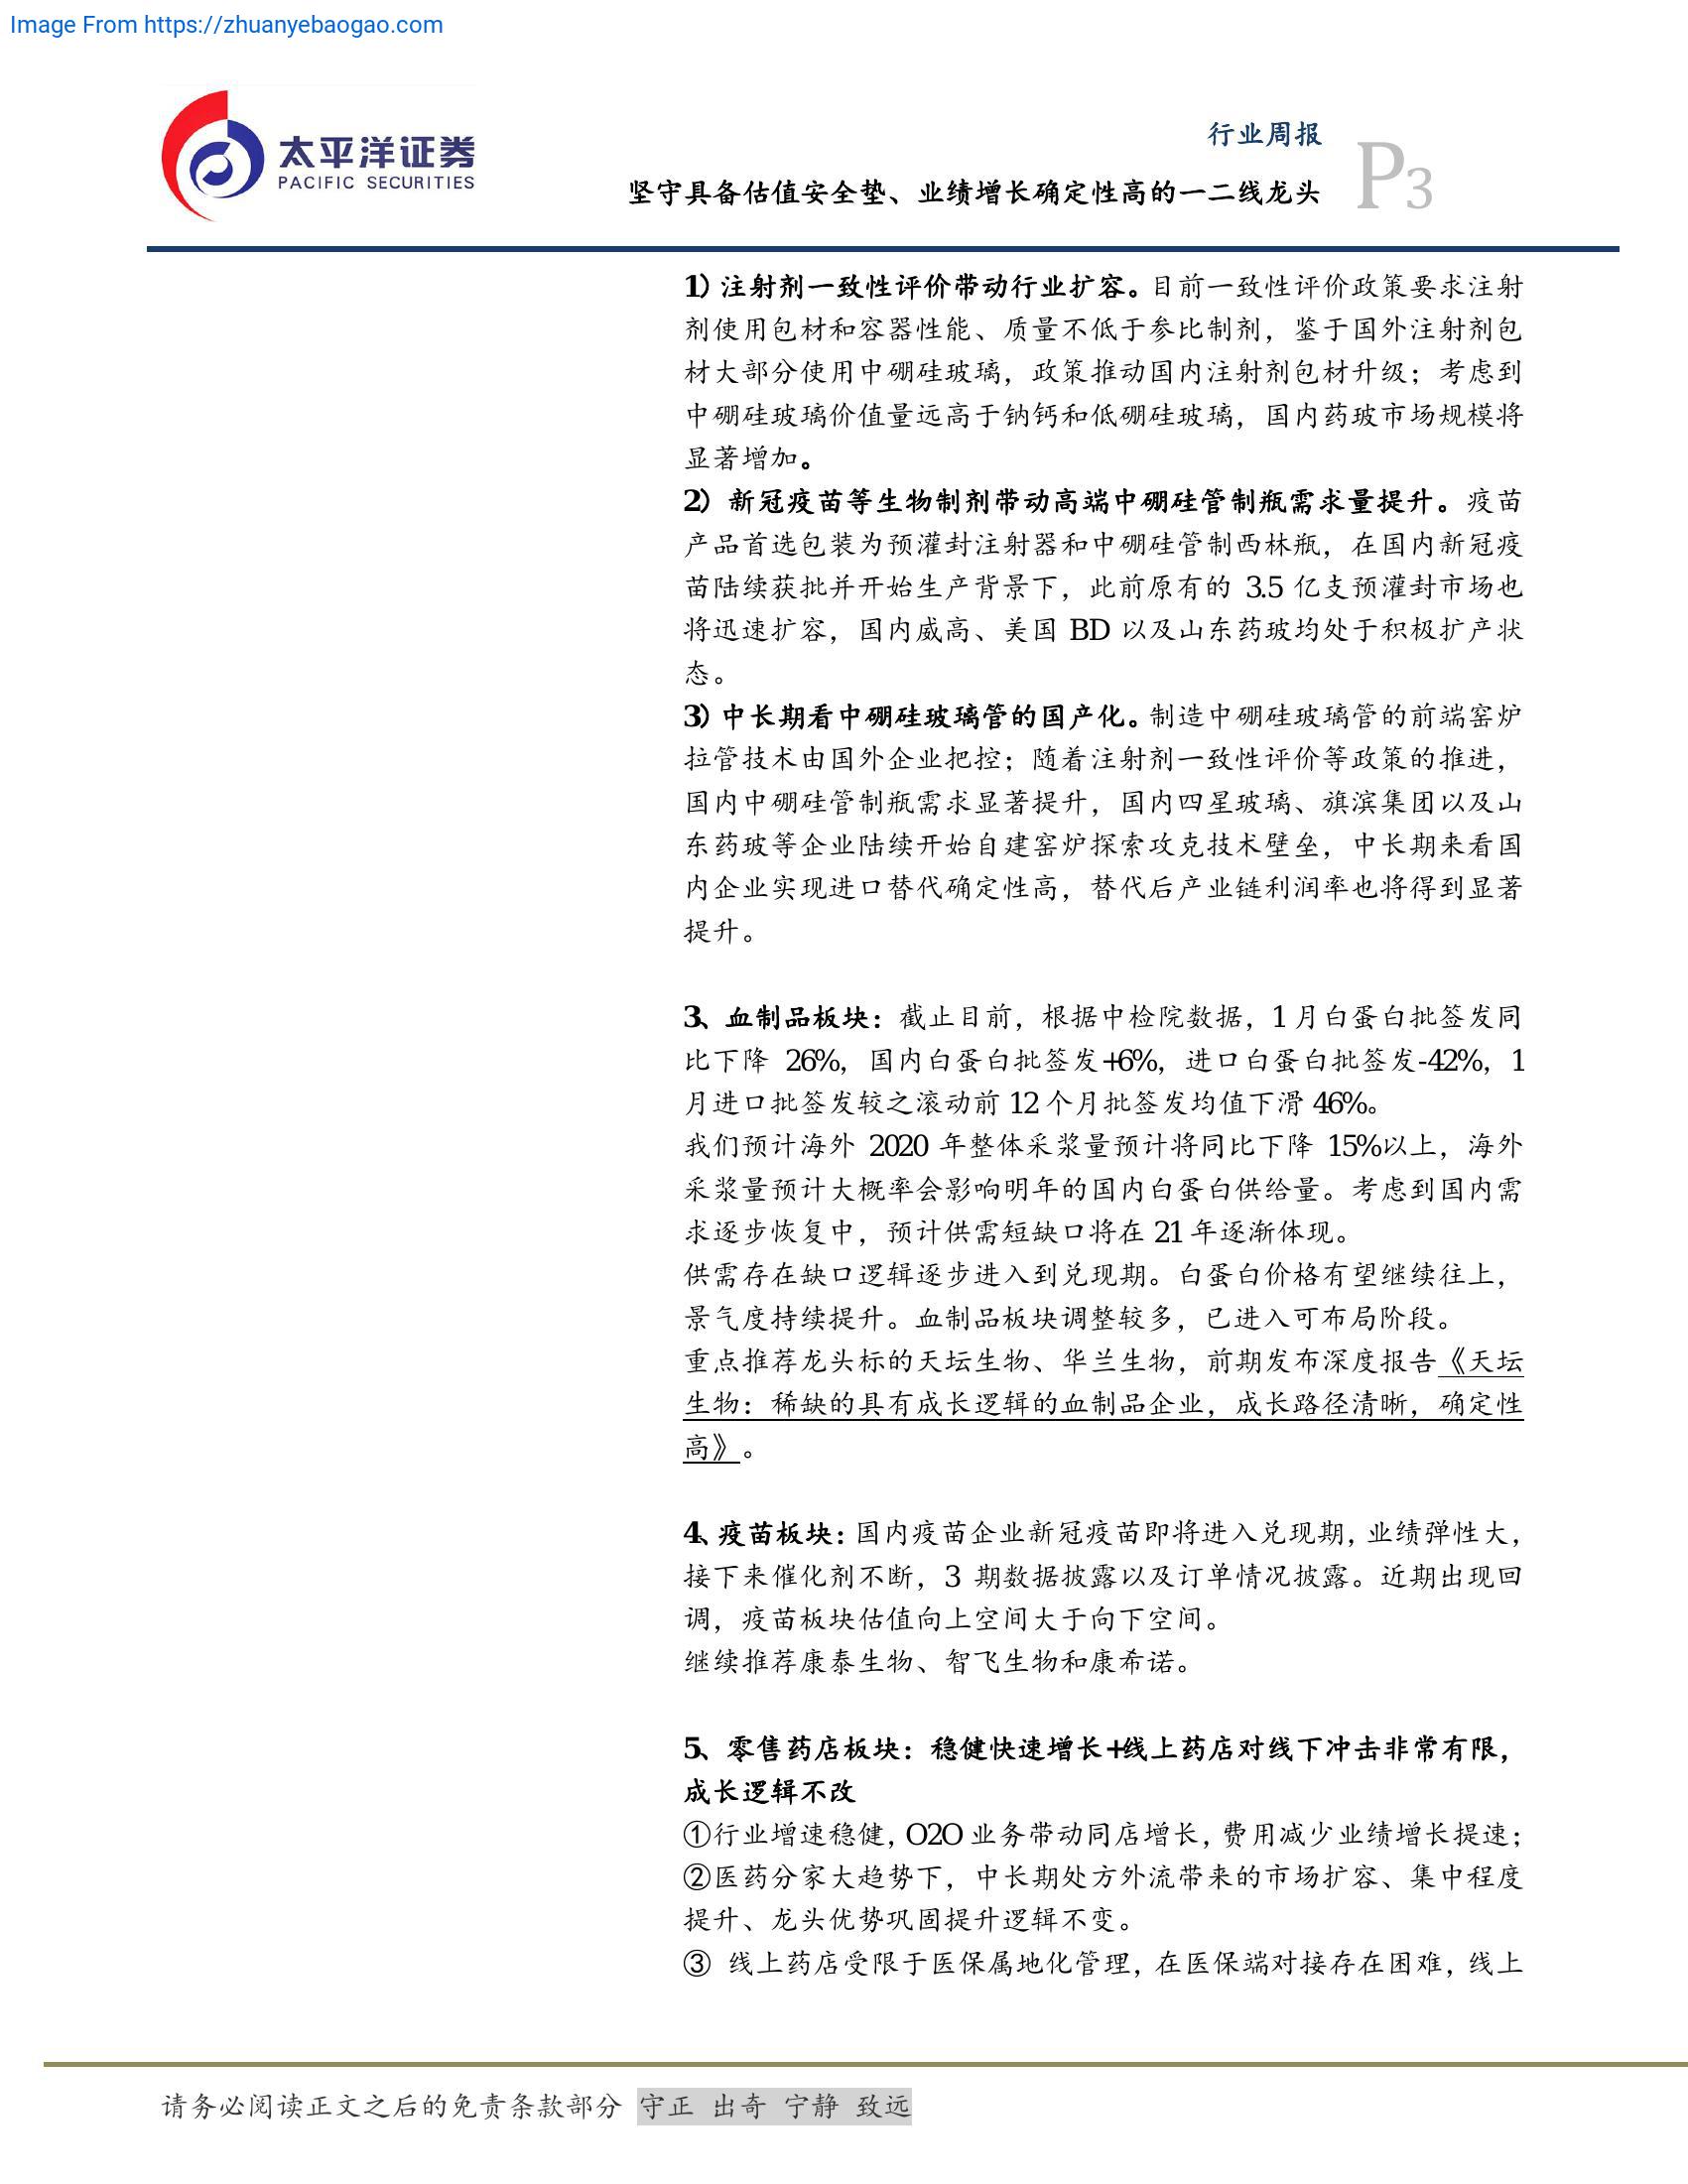 Image From https://zhuanyebaogao.com
太平洋证券
PACIFIC SECURITIES
行业周报
坚守具备估值安全垫、业绩增长确定性高的一二线龙头
P3
1）注射剂一致性评价带动行业扩容。目前一致性评价政策要求注射
剂使用包材和容器性能、质量不低于参比制剂，鉴于国外注射剂包
材大部分使用中硼硅玻璃，政策推动国内注射剂包材升级；考虑到
中硼硅玻璃价值量远高于钠钙和低硼硅玻璃，国内药玻市场规模将
显著增加。
2） 新冠疫苗等生物制剂带动高端中硼硅管制瓶需求量提升。疫苗
产品首选包装为预灌封注射器和中硼硅管制西林瓶，在国内新冠疫
苗陆续获批并开始生产背景下，此前原有的 3.5 亿支预灌封市场也
将迅速扩容，国内威高、美国 BD 以及山东药玻均处于积极扩产状
态。
3）中长期看中硼硅玻璃管的国产化。制造中硼硅玻璃管的前端窑炉
拉管技术由国外企业把控；随着注射剂一致性评价等政策的推进，
国内中硼硅管制瓶需求显著提升，国内四星玻璃、旗滨集团以及山
东药玻等企业陆续开始自建窑炉探索攻克技术壁垒，中长期来看国
内企业实现进口替代确定性高，替代后产业链利润率也将得到显著
提升。
3、血制品板块：截止目前，根据中检院数据，1 月白蛋白批签发同
比下降 26%，国内白蛋白批签发+6%，进口白蛋白批签发-42%，1
月进口批签发较之滚动前 12 个月批签发均值下滑 46%。
我们预计海外 2020 年整体采浆量预计将同比下降 15%以上，海外
采浆量预计大概率会影响明年的国内白蛋白供给量。考虑到国内需
求逐步恢复中，预计供需短缺口将在 21 年逐渐体现。
供需存在缺口逻辑逐步进入到兑现期。白蛋白价格有望继续往上，
景气度持续提升。血制品板块调整较多，已进入可布局阶段。
重点推荐龙头标的天坛生物、华兰生物，前期发布深度报告《天坛
生物：稀缺的具有成长逻辑的血制品企业，成长路径清晰，确定性
高》。
4、疫苗板块：国内疫苗企业新冠疫苗即将进入兑现期，业绩弹性大，
接下来催化剂不断，3 期数据披露以及订单情况披露。近期出现回
调，疫苗板块估值向上空间大于向下空间。
继续推荐康泰生物、智飞生物和康希诺。
5、零售药店板块：稳健快速增长+线上药店对线下冲击非常有限，
成长逻辑不改
①行业增速稳健，O2O 业务带动同店增长，费用减少业绩增长提速；
②医药分家大趋势下，中长期处方外流带来的市场扩容、集中程度
提升、龙头优势巩固提升逻辑不变。
③ 线上药店受限于医保属地化管理，在医保端对接存在困难，线上
请务必阅读正文之后的免责条款部分 守正 出奇 宁静 致远